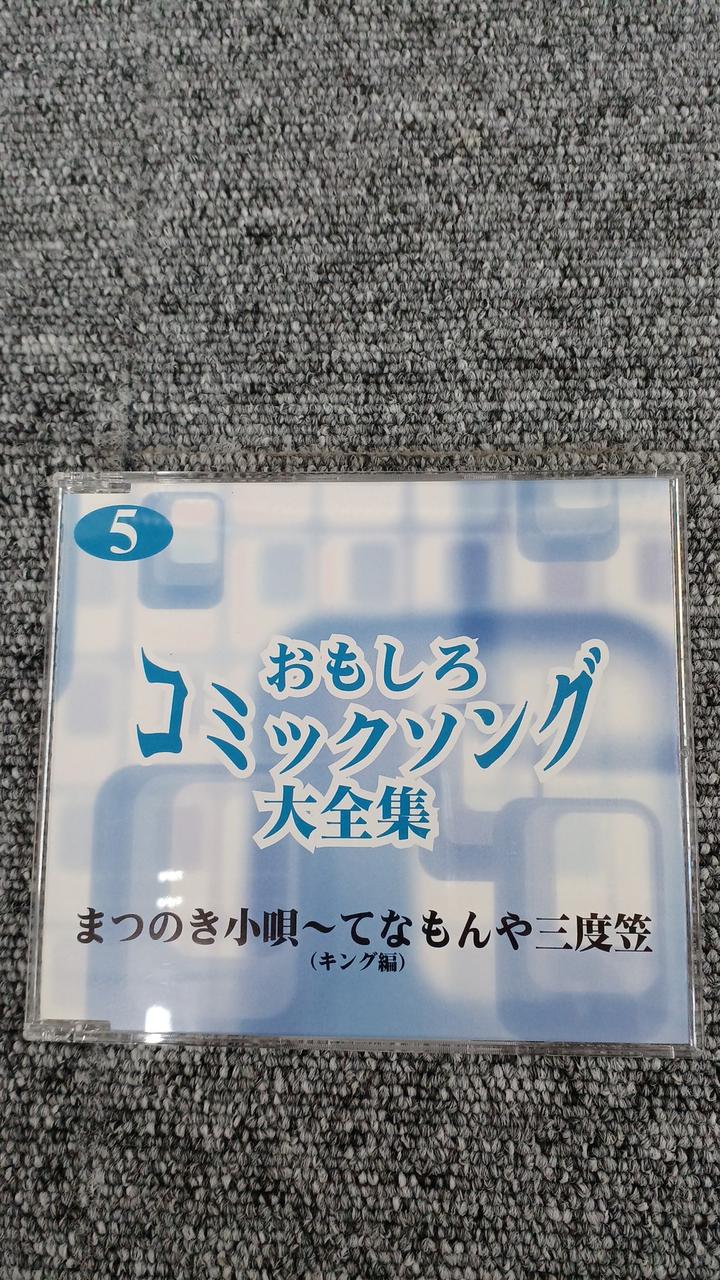 5
おもしろ
コミックソング
大全集
まつのき小唄～てなもんや三度笠
(キング編)